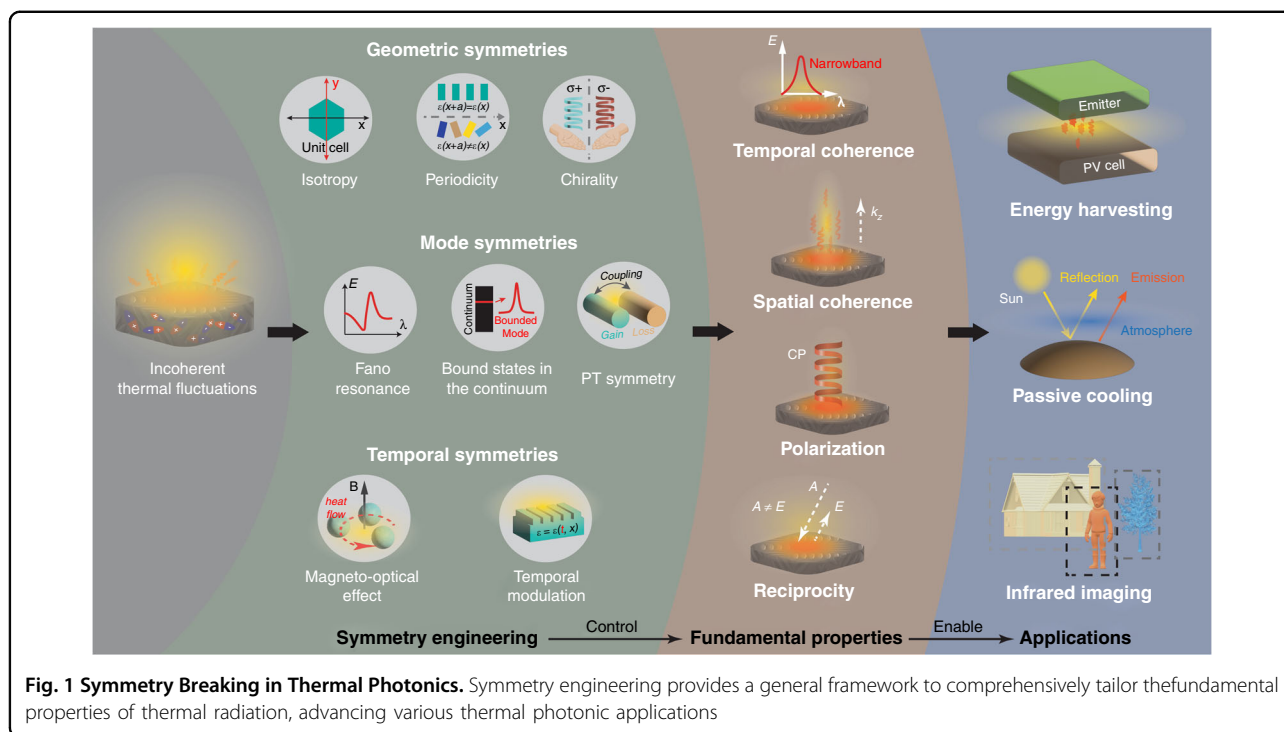 Incoherent
thermal fluctuations
Geometric symmetries
y
x
Unit cell
Isotropy
ε(x+a)=ε(x)
x
ε(x+a)≠ε(x)
Periodicity
σ+ σ-
Chirality
Mode symmetries
E
λ
Fano
resonance
Continuum
Bounded
Mode
Bound states in
the continuum
Coupling
Gain Loss
PT symmetry
Temporal symmetries
B
heat
flow
Magneto-optical
effect
ε = ε(t, x)
Temporal
modulation
E
Narrowband
λ
Temporal coherence
kz
Spatial coherence
CP
Polarization
A
A ≠ E E
Reciprocity
Emitter
PV cell
Energy harvesting
Sun
Reflection Emission
Atmosphere
Passive cooling
Infrared imaging
Symmetry engineering Control Fundamental properties Enable Applications
Fig. 1 Symmetry Breaking in Thermal Photonics. Symmetry engineering provides a general framework to comprehensively tailor thefundamental
properties of thermal radiation, advancing various thermal photonic applications